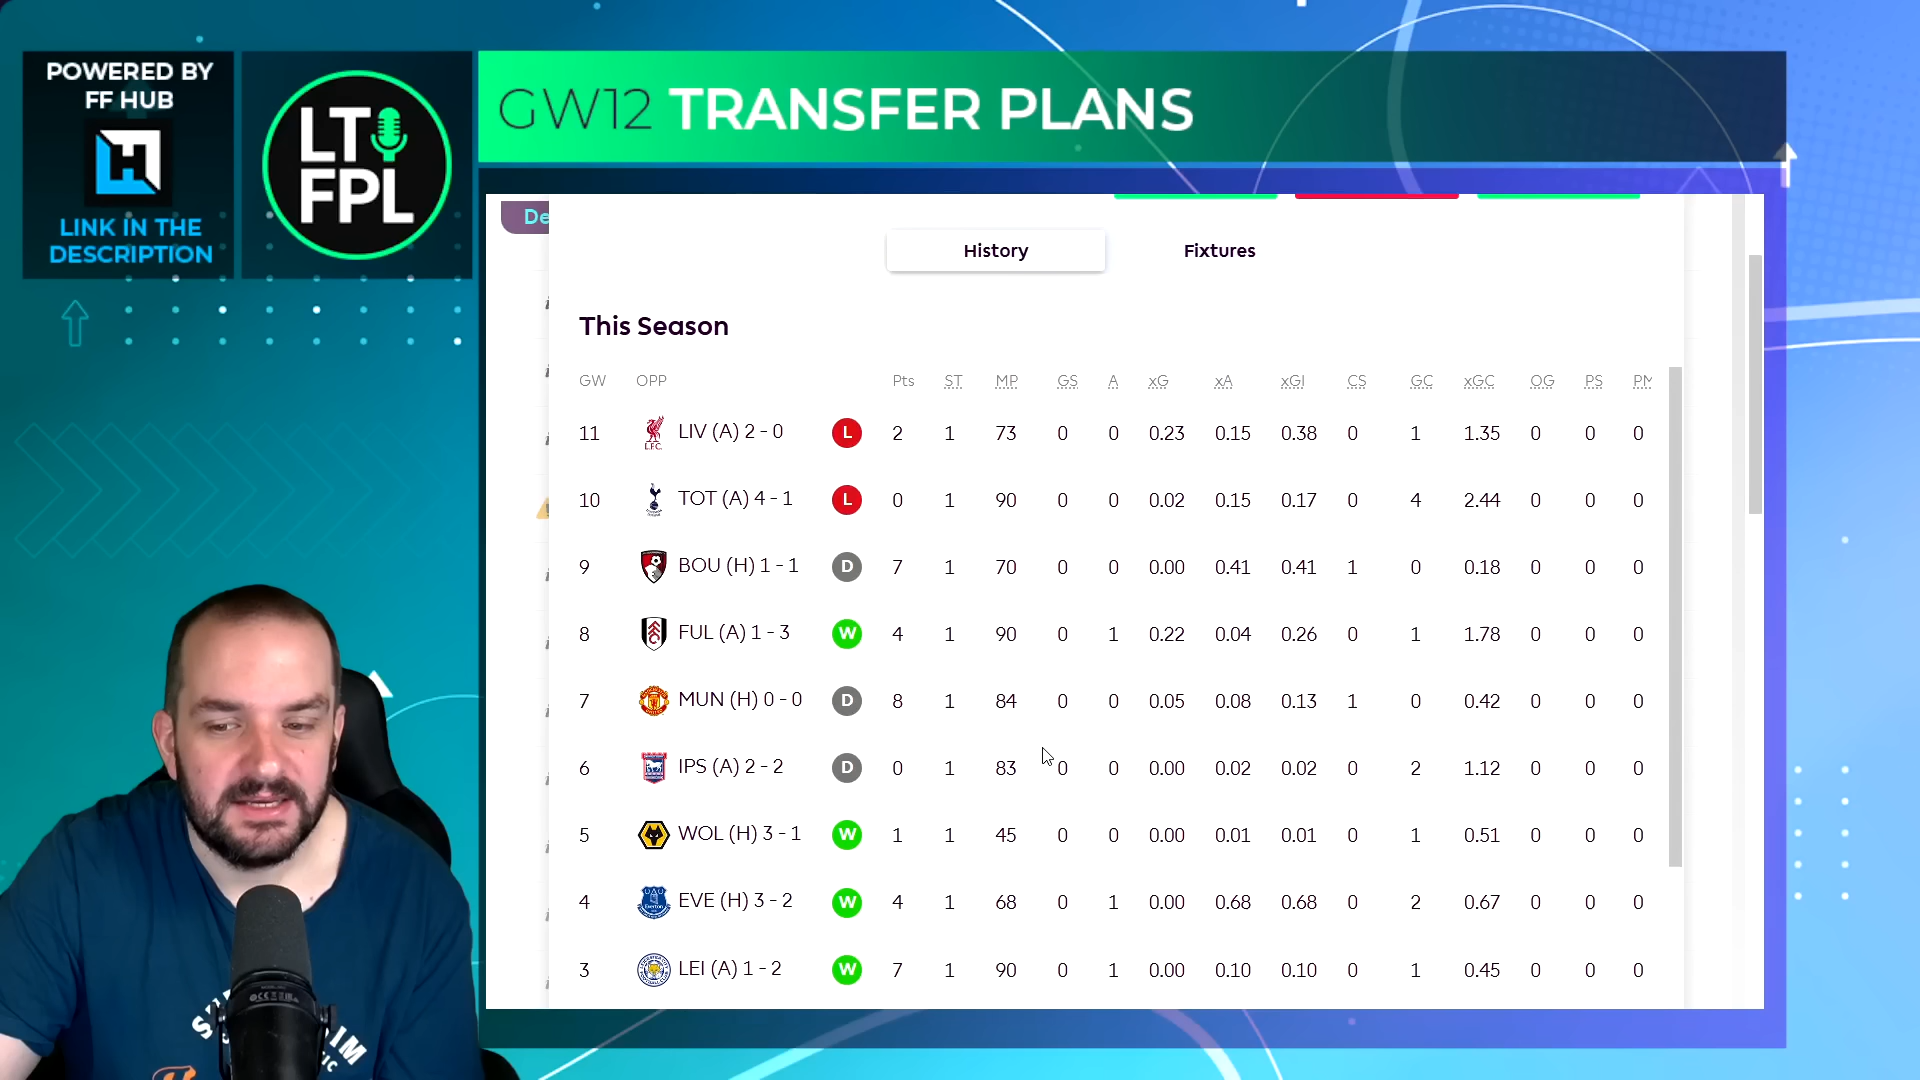 POWERED BY
FF HUB
LINK IN THE
DESCRIPTION
LT
FPL
GW12 TRANSFER PLANS
De
History Fixtures
This Season
GW OPP Pts ST MP GS A xG xA xGI CS GC xGC OG PS PM
11 L.F.C. LIV (A) 2 - 0 L 2 1 73 0 0 0.23 0.15 0.38 0 1 1.35 0 0 0
10 TOT (A) 4 - 1 L 0 1 90 0 0 0.02 0.15 0.17 0 4 2.44 0 0 0
9 BOU (H) 1 - 1 D 7 1 70 0 0 0.00 0.41 0.41 1 0 0.18 0 0 0
8 FUL (A) 1 - 3 W 4 1 90 0 1 0.22 0.04 0.26 0 1 1.78 0 0 0
7 MUN (H) 0 - 0 D 8 1 84 0 0 0.05 0.08 0.13 1 0 0.42 0 0 0
6 IPS (A) 2 - 2 D 0 1 83 0 0 0.00 0.02 0.02 0 2 1.12 0 0 0
5 WOL (H) 3 - 1 W 1 1 45 0 0 0.00 0.01 0.01 0 1 0.51 0 0 0
4 Everton EVE (H) 3 - 2 W 4 1 68 0 1 0.00 0.68 0.68 0 2 0.67 0 0 0
3 LEI (A) 1 - 2 W 7 1 90 0 1 0.00 0.10 0.10 0 1 0.45 0 0 0